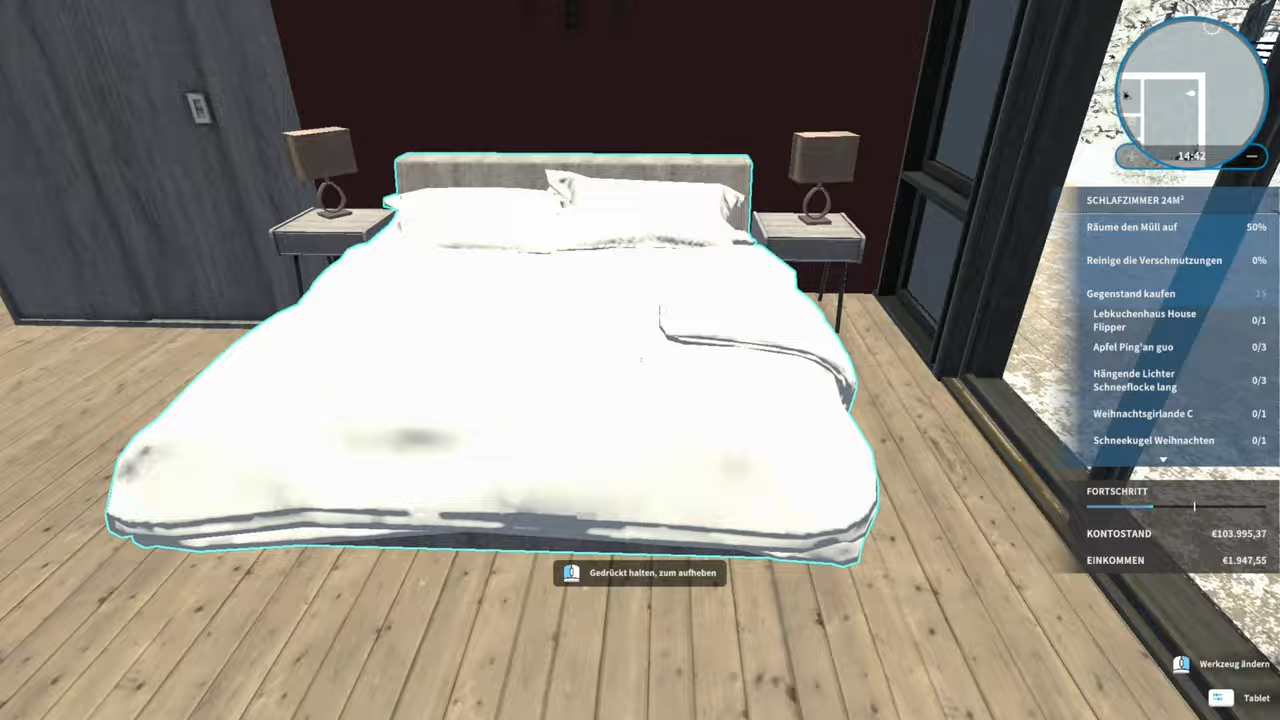 14:42
SCHLAFZIMMER 24M²
Räume den Müll auf 50%
Reinige die Verschmutzungen 0%
Gegenstand kaufen 15
Lebkuchenhaus House
Flipper 0/1
Apfel Ping'an guo 0/3
Hängende Lichter
Schneeflocke lang 0/3
Weihnachtsgirlande C 0/1
Schneekugel Weihnachten 0/1
FORTSCHRITT
KONTOSTAND €103.995,37
EINKOMMEN €1.947,55
Gedrückt halten, zum aufheben
Werkzeug ändern
Tablet